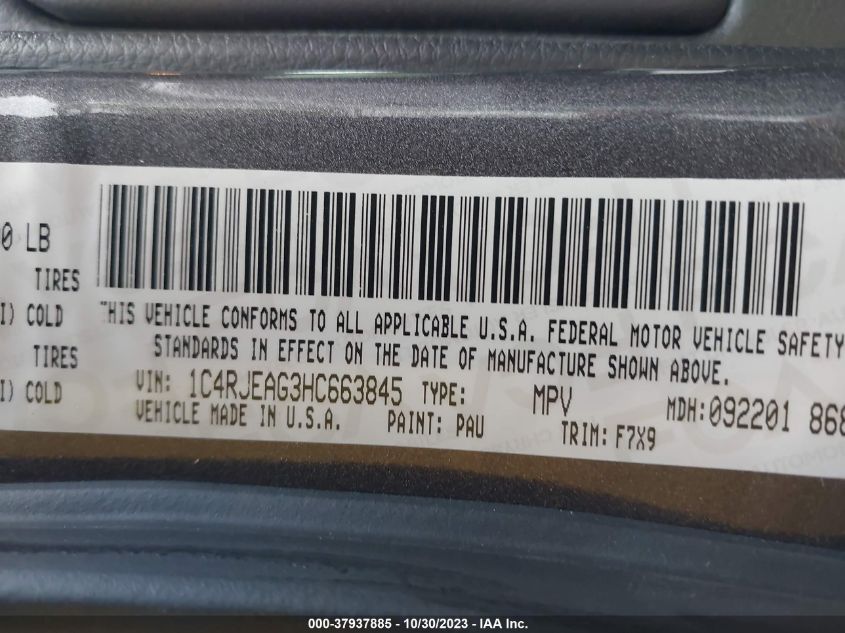 0 LB
TIRES
I) COLD
TIRES
I) COLD
THIS VEHICLE CONFORMS TO ALL APPLICABLE U.S.A. FEDERAL MOTOR VEHICLE SAFETY
STANDARDS IN EFFECT ON THE DATE OF MANUFACTURE SHOWN ABOVE.
VIN: 1C4RJEAG3HC663845 TYPE: MPV MDH:092201 868
VEHICLE MADE IN U.S.A. PAINT: PAU TRIM: F7X9
000-37937885 / 10/30/2023 - IAA Inc.